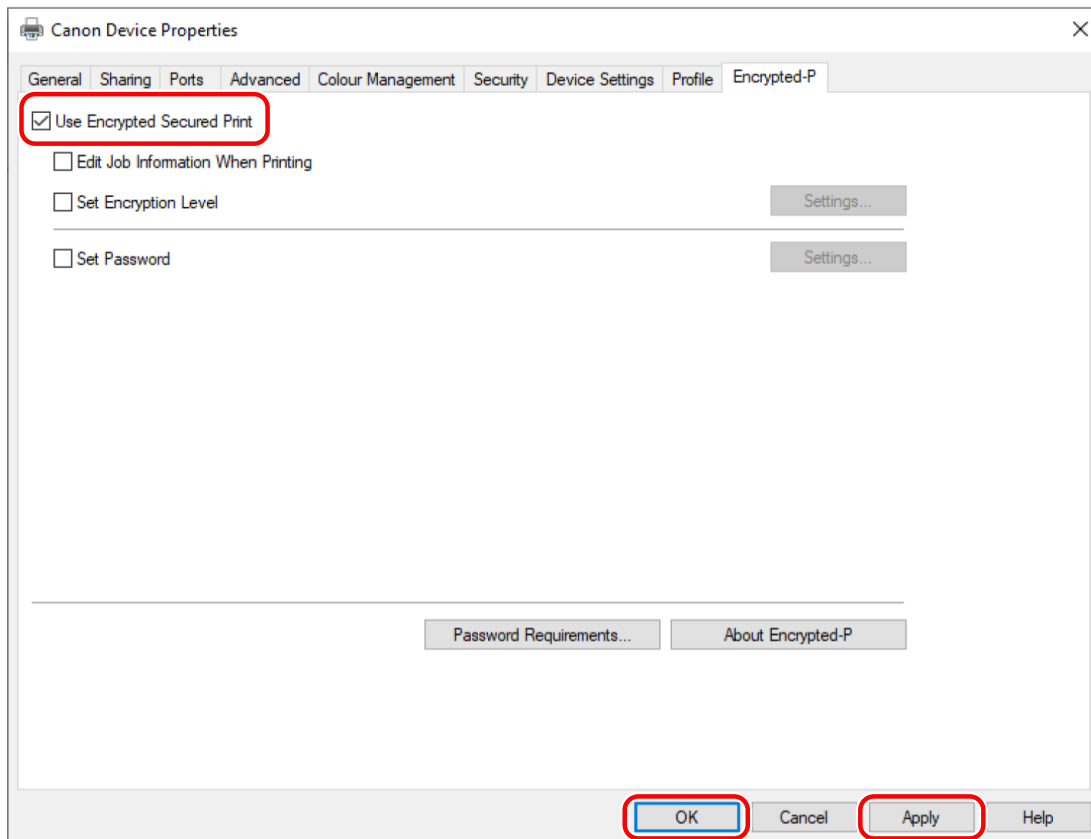 Canon Device Properties
General Sharing Ports Advanced Colour Management Security Device Settings Profile Encrypted-P
Use Encrypted Secured Print
Edit Job Information When Printing
Set Encryption Level Settings...
Set Password Settings...
Password Requirements... About Encrypted-P
OK Cancel Apply Help